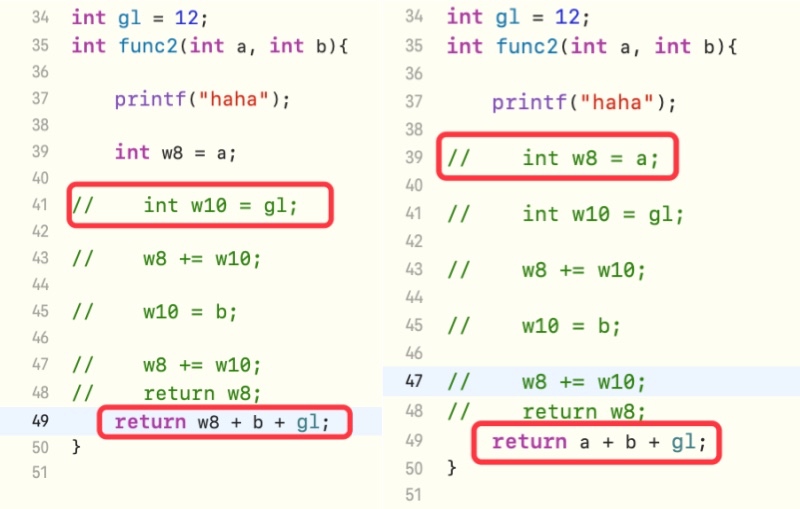 34 int gl = 12;
35 int func2(int a, int b){
36
37     printf("haha");
38
39     int w8 = a;
40
41 //    int w10 = gl;
42
43 //    w8 += w10;
44
45 //    w10 = b;
46
47 //    w8 += w10;
48 //    return w8;
49     return w8 + b + gl;
50 }
51
34 int gl = 12;
35 int func2(int a, int b){
36
37     printf("haha");
38
39 //    int w8 = a;
40
41 //    int w10 = gl;
42
43 //    w8 += w10;
44
45 //    w10 = b;
46
47 //    w8 += w10;
48 //    return w8;
49     return a + b + gl;
50 }
51